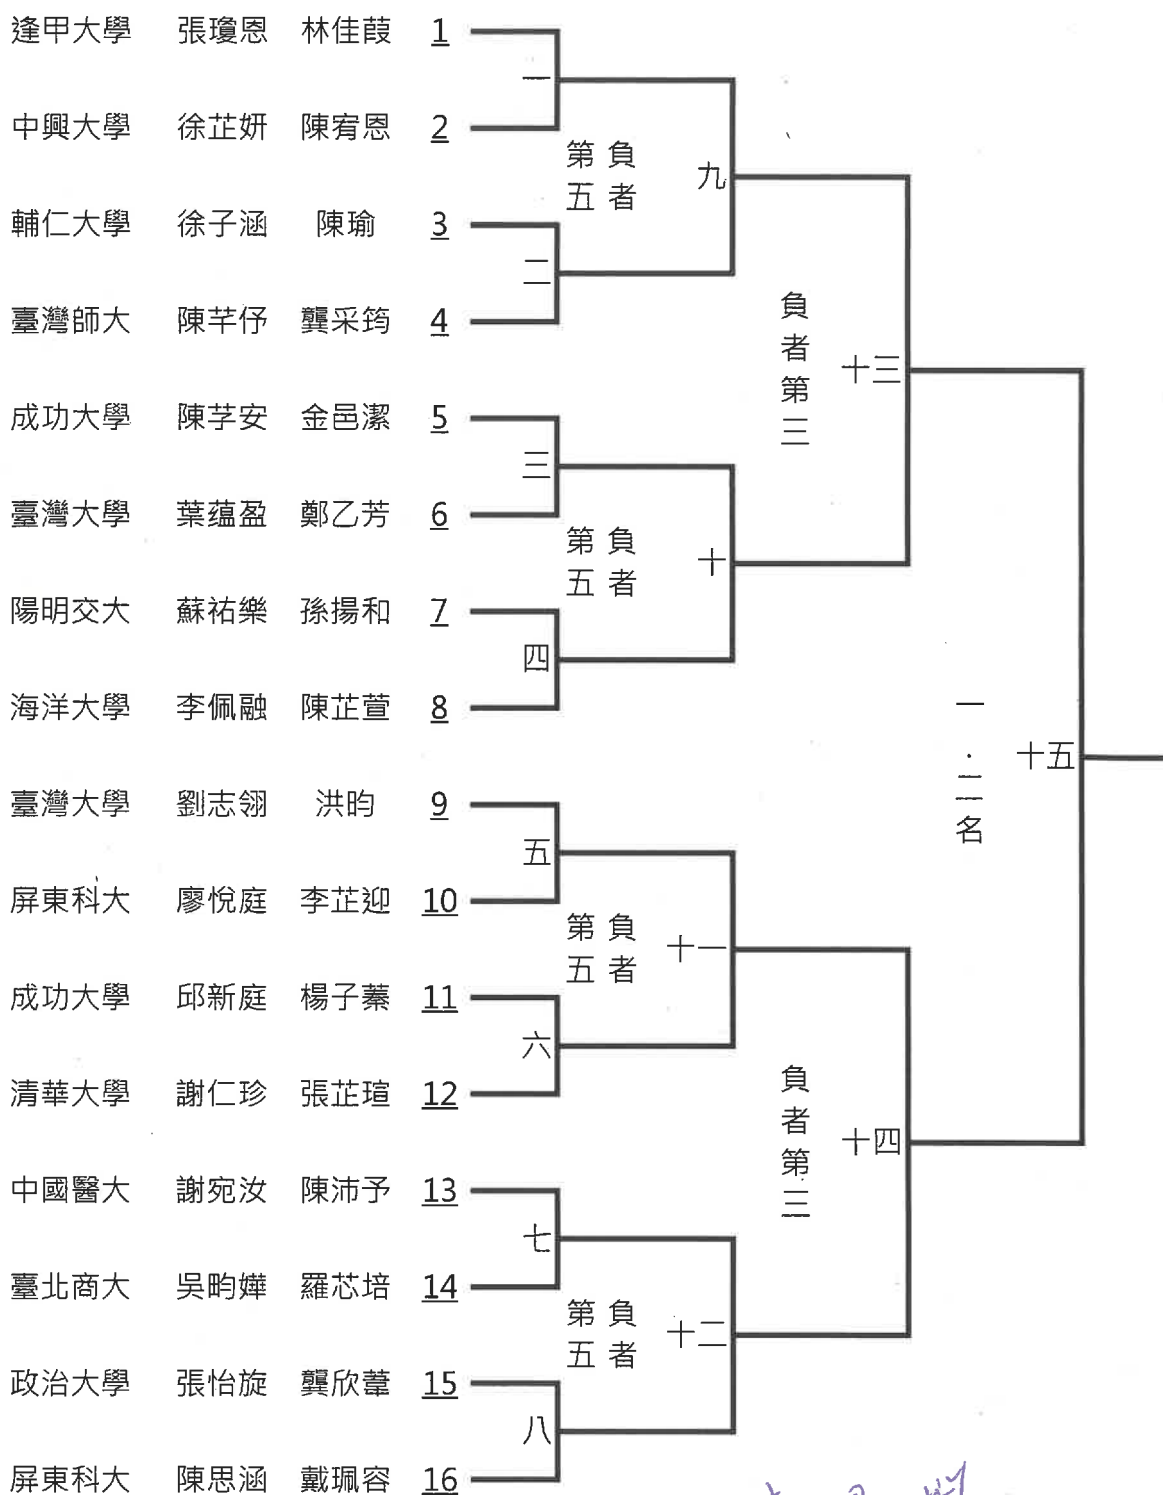 逢甲大學 張瓊恩 林佳葭 1
一
中興大學 徐芷妍 陳宥恩 2
第五 負者
九
輔仁大學 徐子涵 陳瑜 3
二
臺灣師大 陳芊伃 龔采筠 4
負者第三
十三
成功大學 陳芓安 金邑潔 5
三
臺灣大學 葉蘊盈 鄭乙芳 6
第五 負者
十
陽明交大 蘇祐樂 孫揚和 7
四
海洋大學 李佩融 陳芷萱 8
一.二名
十五
臺灣大學 劉志翎 洪昀 9
五
屏東科大 廖悅庭 李芷迎 10
第五 負者
十一
成功大學 邱新庭 楊子蓁 11
六
清華大學 謝仁珍 張芷瑄 12
負者第三
十四
中國醫大 謝宛汝 陳沛予 13
七
臺北商大 吳畇嬅 羅芯培 14
第五 負者
十二
政治大學 張怡旋 龔欣葦 15
八
屏東科大 陳思涵 戴珮容 16